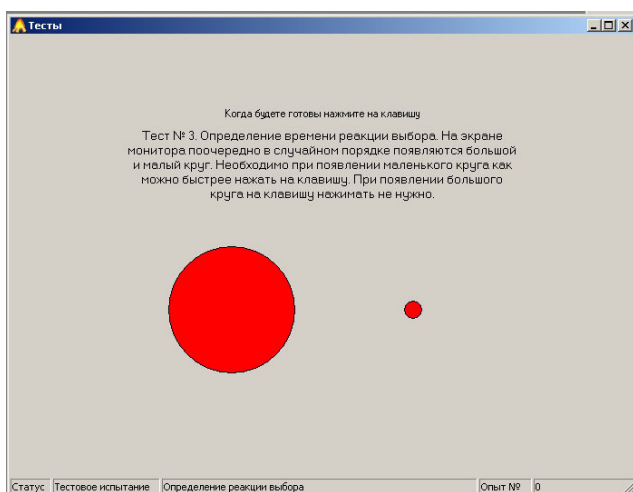 Тесты
Когда будете готовы нажмите на клавишу
Тест № 3. Определение времени реакции выбора. На экране
монитора поочередно в случайном порядке появляются большой
и малый круг. Необходимо при появлении маленького круга как
можно быстрее нажать на клавишу. При появлении большого
круга на клавишу нажимать не нужно.
Статус Тестовое испытание Определение реакции выбора Опыт № 0